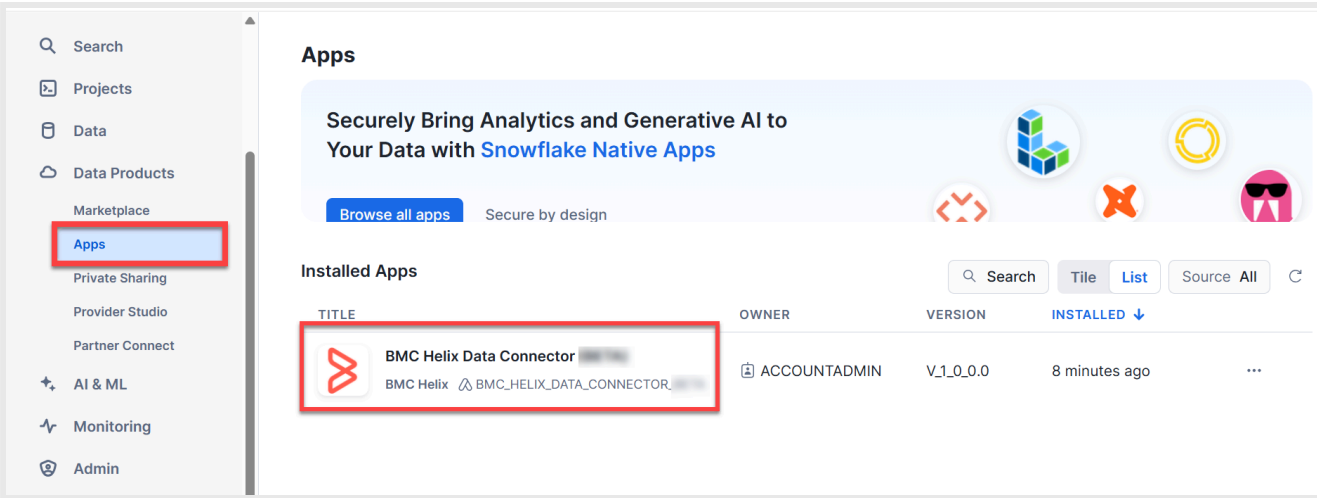 Search
Projects
Data
Data Products
Marketplace
Apps
Private Sharing
Provider Studio
Partner Connect
AI & ML
Monitoring
Admin
Apps
Securely Bring Analytics and Generative AI to
Your Data with Snowflake Native Apps
Browse all apps Secure by design
Installed Apps
Search Tile List Source All
TITLE OWNER VERSION INSTALLED
BMC Helix Data Connector
BMC Helix BMC_HELIX_DATA_CONNECTOR_
ACCOUNTADMIN V_1_0_0.0 8 minutes ago